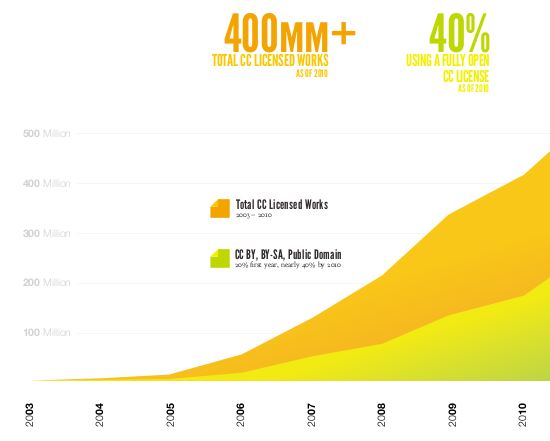 400MM+
TOTAL CC LICENSED WORKS
AS OF 2010
40%
USING A FULLY OPEN
CC LICENSE
AS OF 2010
500 Million
400 Million
300 Million
200 Million
100 Million
Total CC Licensed Works
2003 – 2010
CC BY, BY-SA, Public Domain
20% first year, nearly 40% by 2010
2003
2004
2005
2006
2007
2008
2009
2010